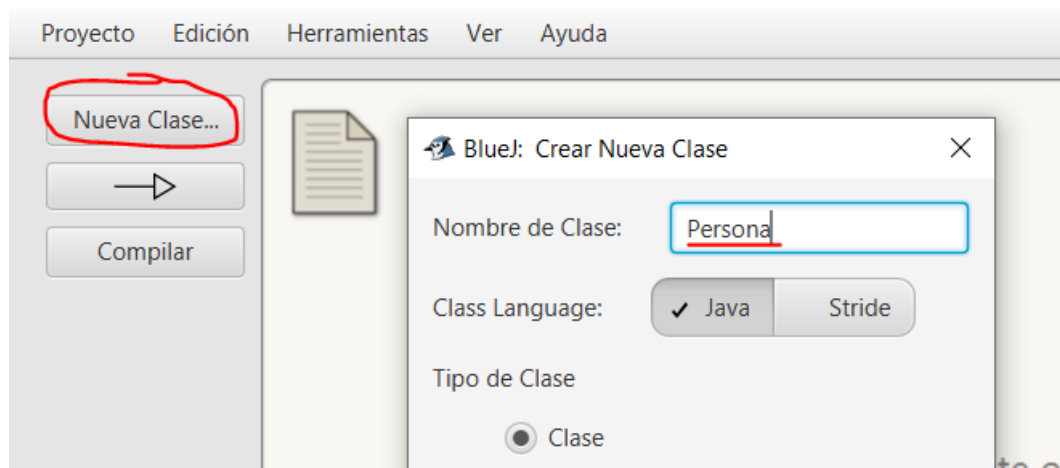 Proyecto Edición Herramientas Ver Ayuda
Nueva Clase...
Compilar
BlueJ: Crear Nueva Clase
Nombre de Clase: Persona
Class Language: Java Stride
Tipo de Clase
Clase